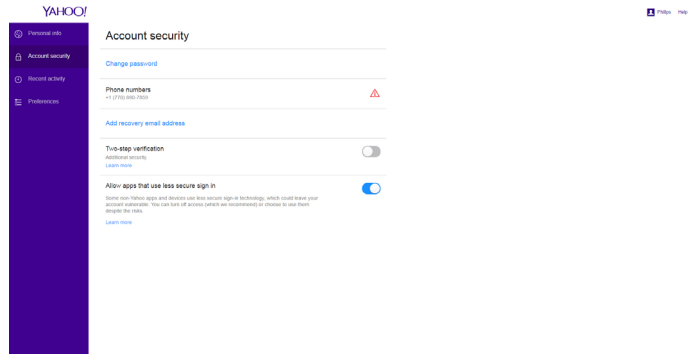 YAHOO!
Philips Help
Personal info
Account security
Recent activity
Preferences
Account security
Change password
Phone numbers
Add recovery email address
Two-step verification
Additional security.
Learn more
Allow apps that use less secure sign in
Some non-Yahoo apps and devices use less secure sign-in technology, which could leave your
account vulnerable. You can turn off access (which we recommend) or choose to use them
despite the risks.
Learn more